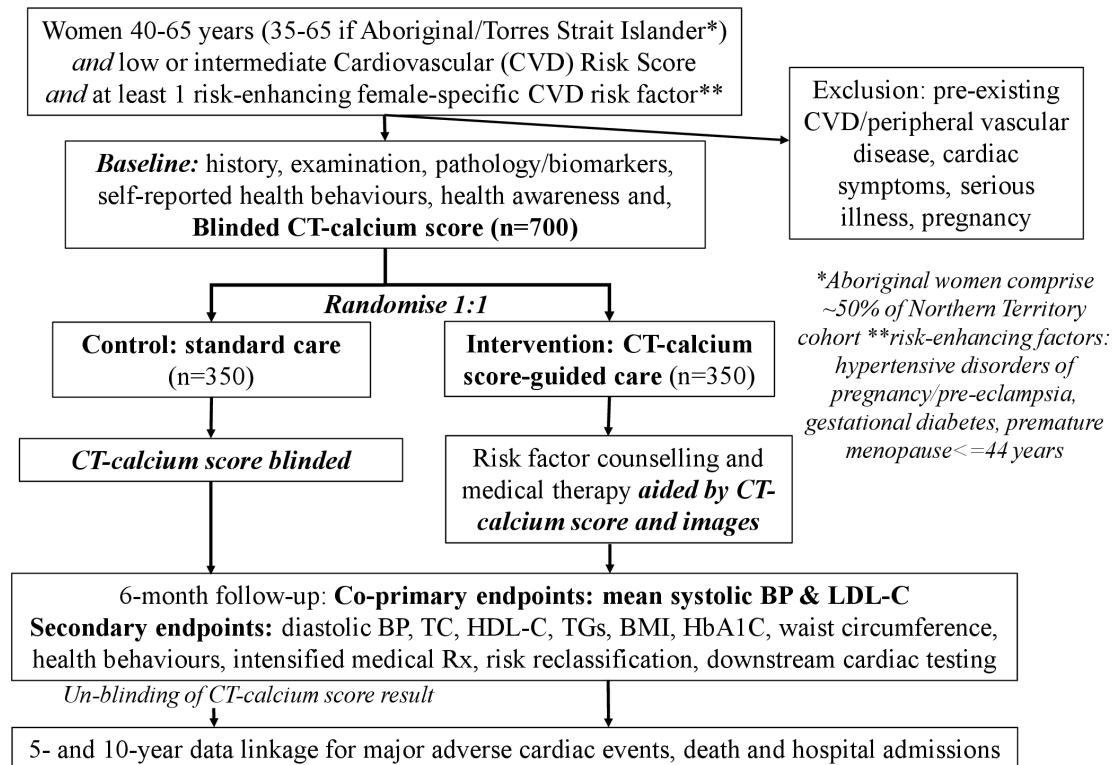 Women 40-65 years (35-65 if Aboriginal/Torres Strait Islander*)
and low or intermediate Cardiovascular (CVD) Risk Score
and at least 1 risk-enhancing female-specific CVD risk factor**
Exclusion: pre-existing
CVD/peripheral vascular
disease, cardiac
symptoms, serious
illness, pregnancy
Baseline: history, examination, pathology/biomarkers,
self-reported health behaviours, health awareness and,
Blinded CT-calcium score (n=700)
*Aboriginal women comprise
~50% of Northern Territory
cohort **risk-enhancing factors:
hypertensive disorders of
pregnancy/pre-eclampsia,
gestational diabetes, premature
menopause<=44 years
Randomise 1:1
Control: standard care
(n=350)
Intervention: CT-calcium
score-guided care (n=350)
CT-calcium score blinded
Risk factor counselling and
medical therapy aided by CT-
calcium score and images
6-month follow-up: Co-primary endpoints: mean systolic BP & LDL-C
Secondary endpoints: diastolic BP, TC, HDL-C, TGs, BMI, HbA1C, waist circumference,
health behaviours, intensified medical Rx, risk reclassification, downstream cardiac testing
Un-blinding of CT-calcium score result
5- and 10-year data linkage for major adverse cardiac events, death and hospital admissions